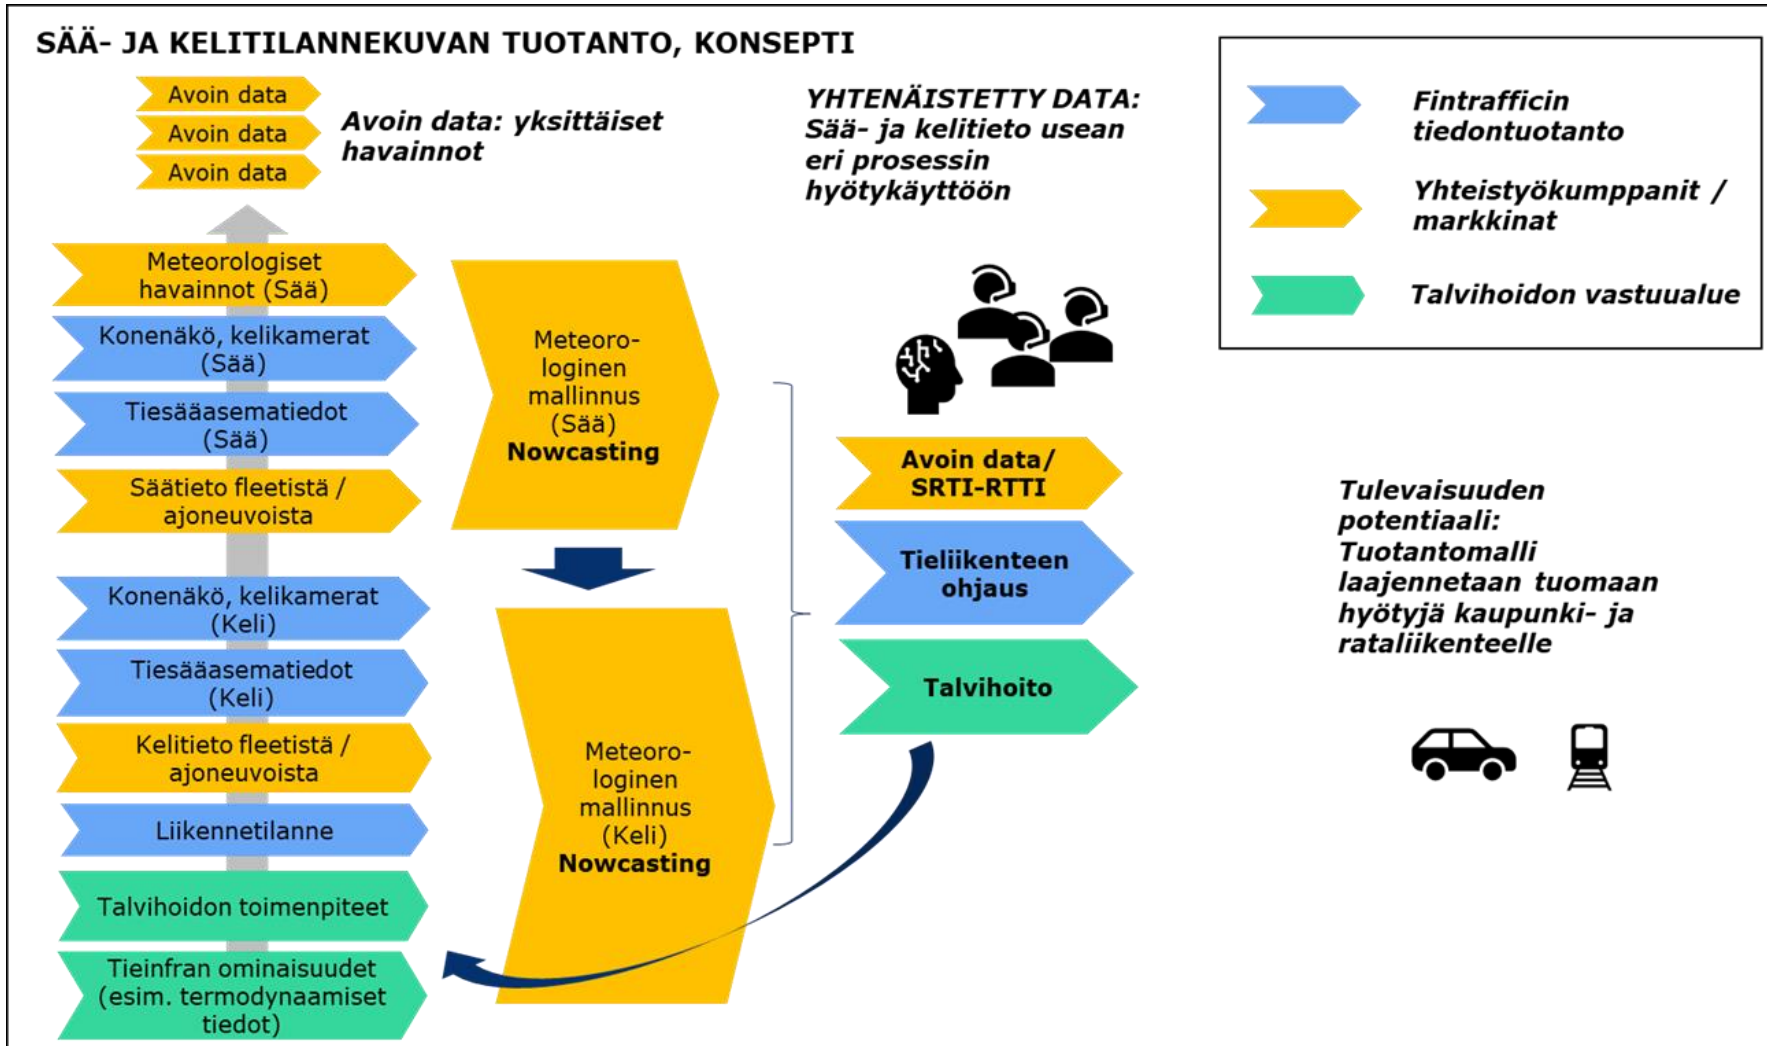 SÄÄ- JA KELITILANNEKUVAN TUOTANTO, KONSEPTI
Avoin data
Avoin data
Avoin data
Avoin data: yksittäiset
havainnot
Meteorologiset
havainnot (Sää)
Konenäkö, kelikamerat
(Sää)
Tiesääasematiedot
(Sää)
Säätieto fleetistä /
ajoneuvoista
Konenäkö, kelikamerat
(Keli)
Tiesääasematiedot
(Keli)
Kelitieto fleetistä /
ajoneuvoista
Liikennetilanne
Talvihoidon toimenpiteet
Tieinfran ominaisuudet
(esim. termodynaamiset
tiedot)
Meteoro-
loginen
mallinnus
(Sää)
Nowcasting
Meteoro-
loginen
mallinnus
(Keli)
Nowcasting
YHTENÄISTETTY DATA:
Sää- ja kelitieto usean
eri prosessin
hyötykäyttöön
Avoin data/
SRTI-RTTI
Tieliikenteen
ohjaus
Talvihoito
Fintrafficin
tiedontuotanto
Yhteistyökumppanit /
markkinat
Talvihoidon vastuualue
Tulevaisuuden
potentiaali:
Tuotantomalli
laajennetaan tuomaan
hyötyjä kaupunki- ja
rataliikenteelle